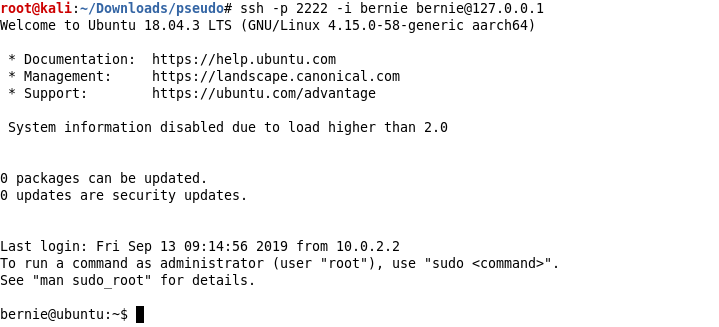 root@kali:~/Downloads/pseudo# ssh -p 2222 -i bernie bernie@127.0.0.1
Welcome to Ubuntu 18.04.3 LTS (GNU/Linux 4.15.0-58-generic aarch64)
* Documentation:  https://help.ubuntu.com
* Management:     https://landscape.canonical.com
* Support:        https://ubuntu.com/advantage
System information disabled due to load higher than 2.0
0 packages can be updated.
0 updates are security updates.
Last login: Fri Sep 13 09:14:56 2019 from 10.0.2.2
To run a command as administrator (user "root"), use "sudo <command>".
See "man sudo_root" for details.
bernie@ubuntu:~$